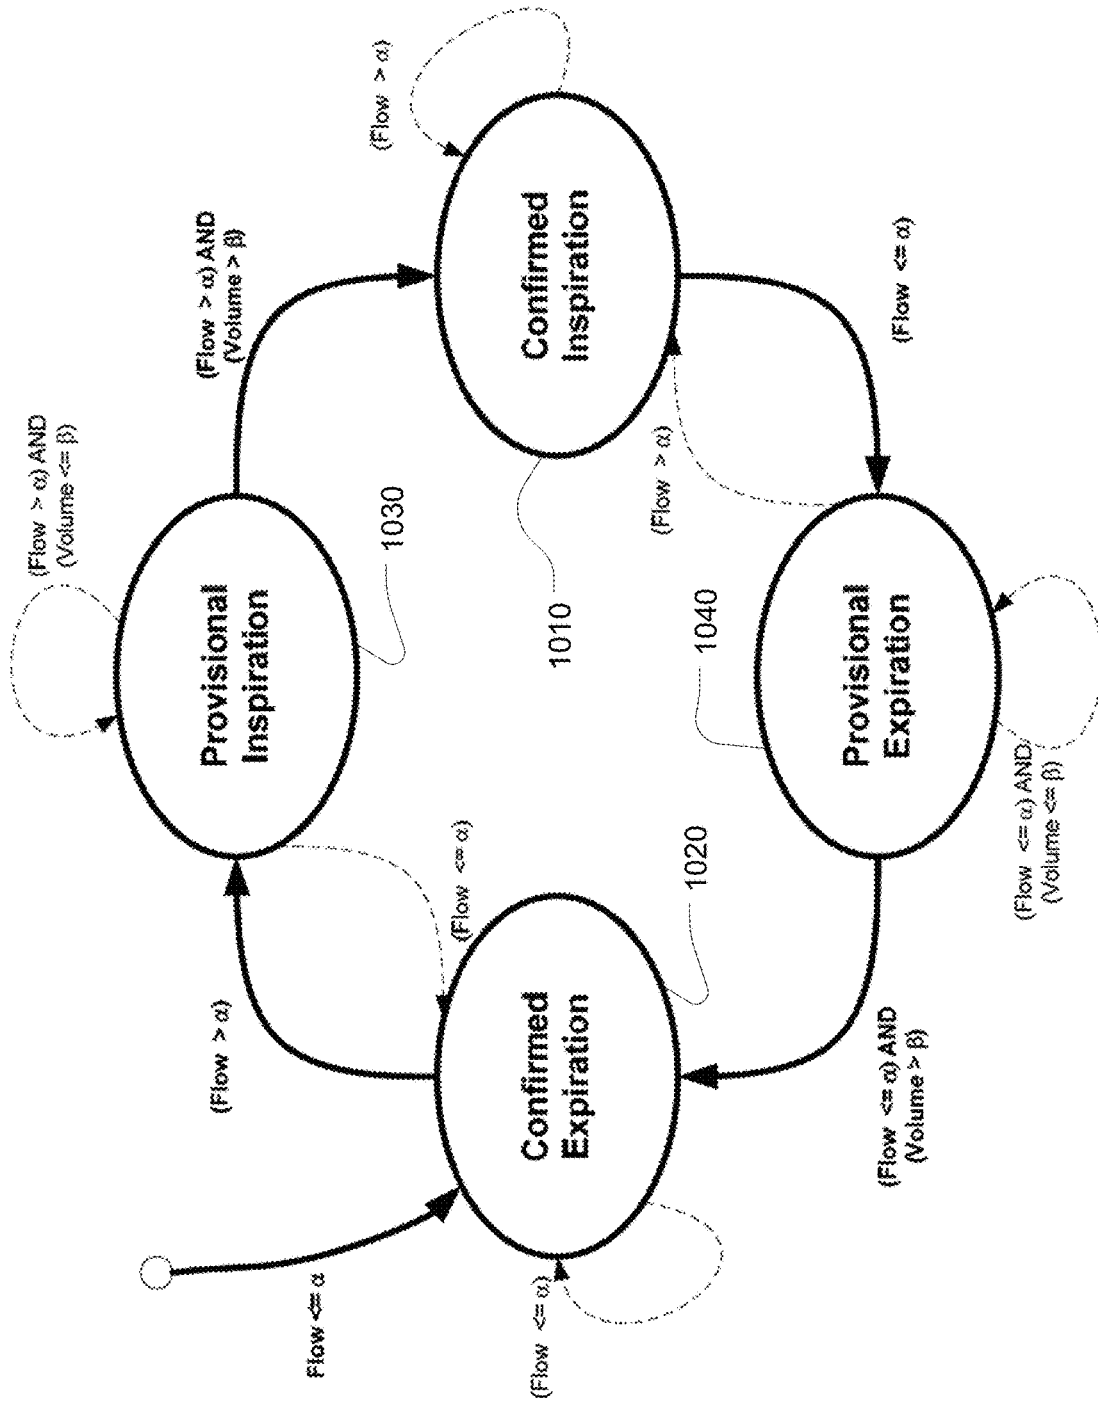 Flow <= α
(Flow <= α)
Confirmed
Expiration
1020
(Flow > α)
(Flow <= α)
Provisional
Inspiration
1030
(Flow > α) AND
(Volume <= β)
(Flow > α) AND
(Volume > β)
Confirmed
Inspiration
1010
(Flow > α)
(Flow <= α)
(Flow > α)
Provisional
Expiration
1040
(Flow <= α) AND
(Volume <= β)
(Flow <= α) AND
(Volume > β)